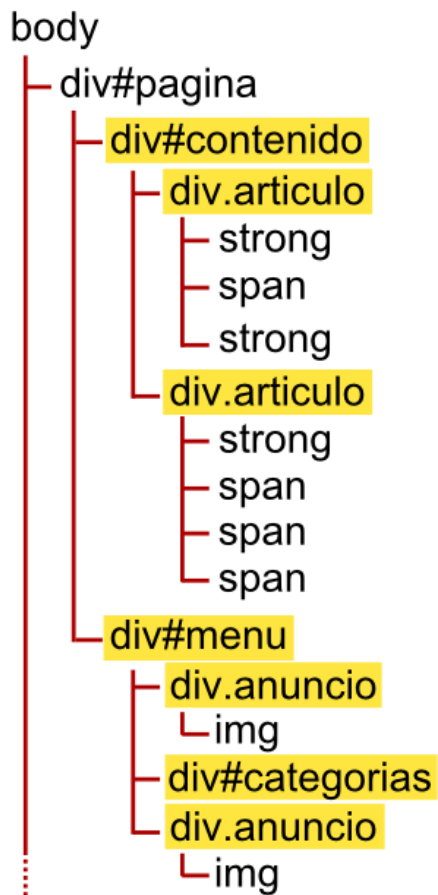 body
div#pagina
div#contenido
div.articulo
strong
span
strong
div.articulo
strong
span
span
span
div#menu
div.anuncio
img
div#categorias
div.anuncio
img